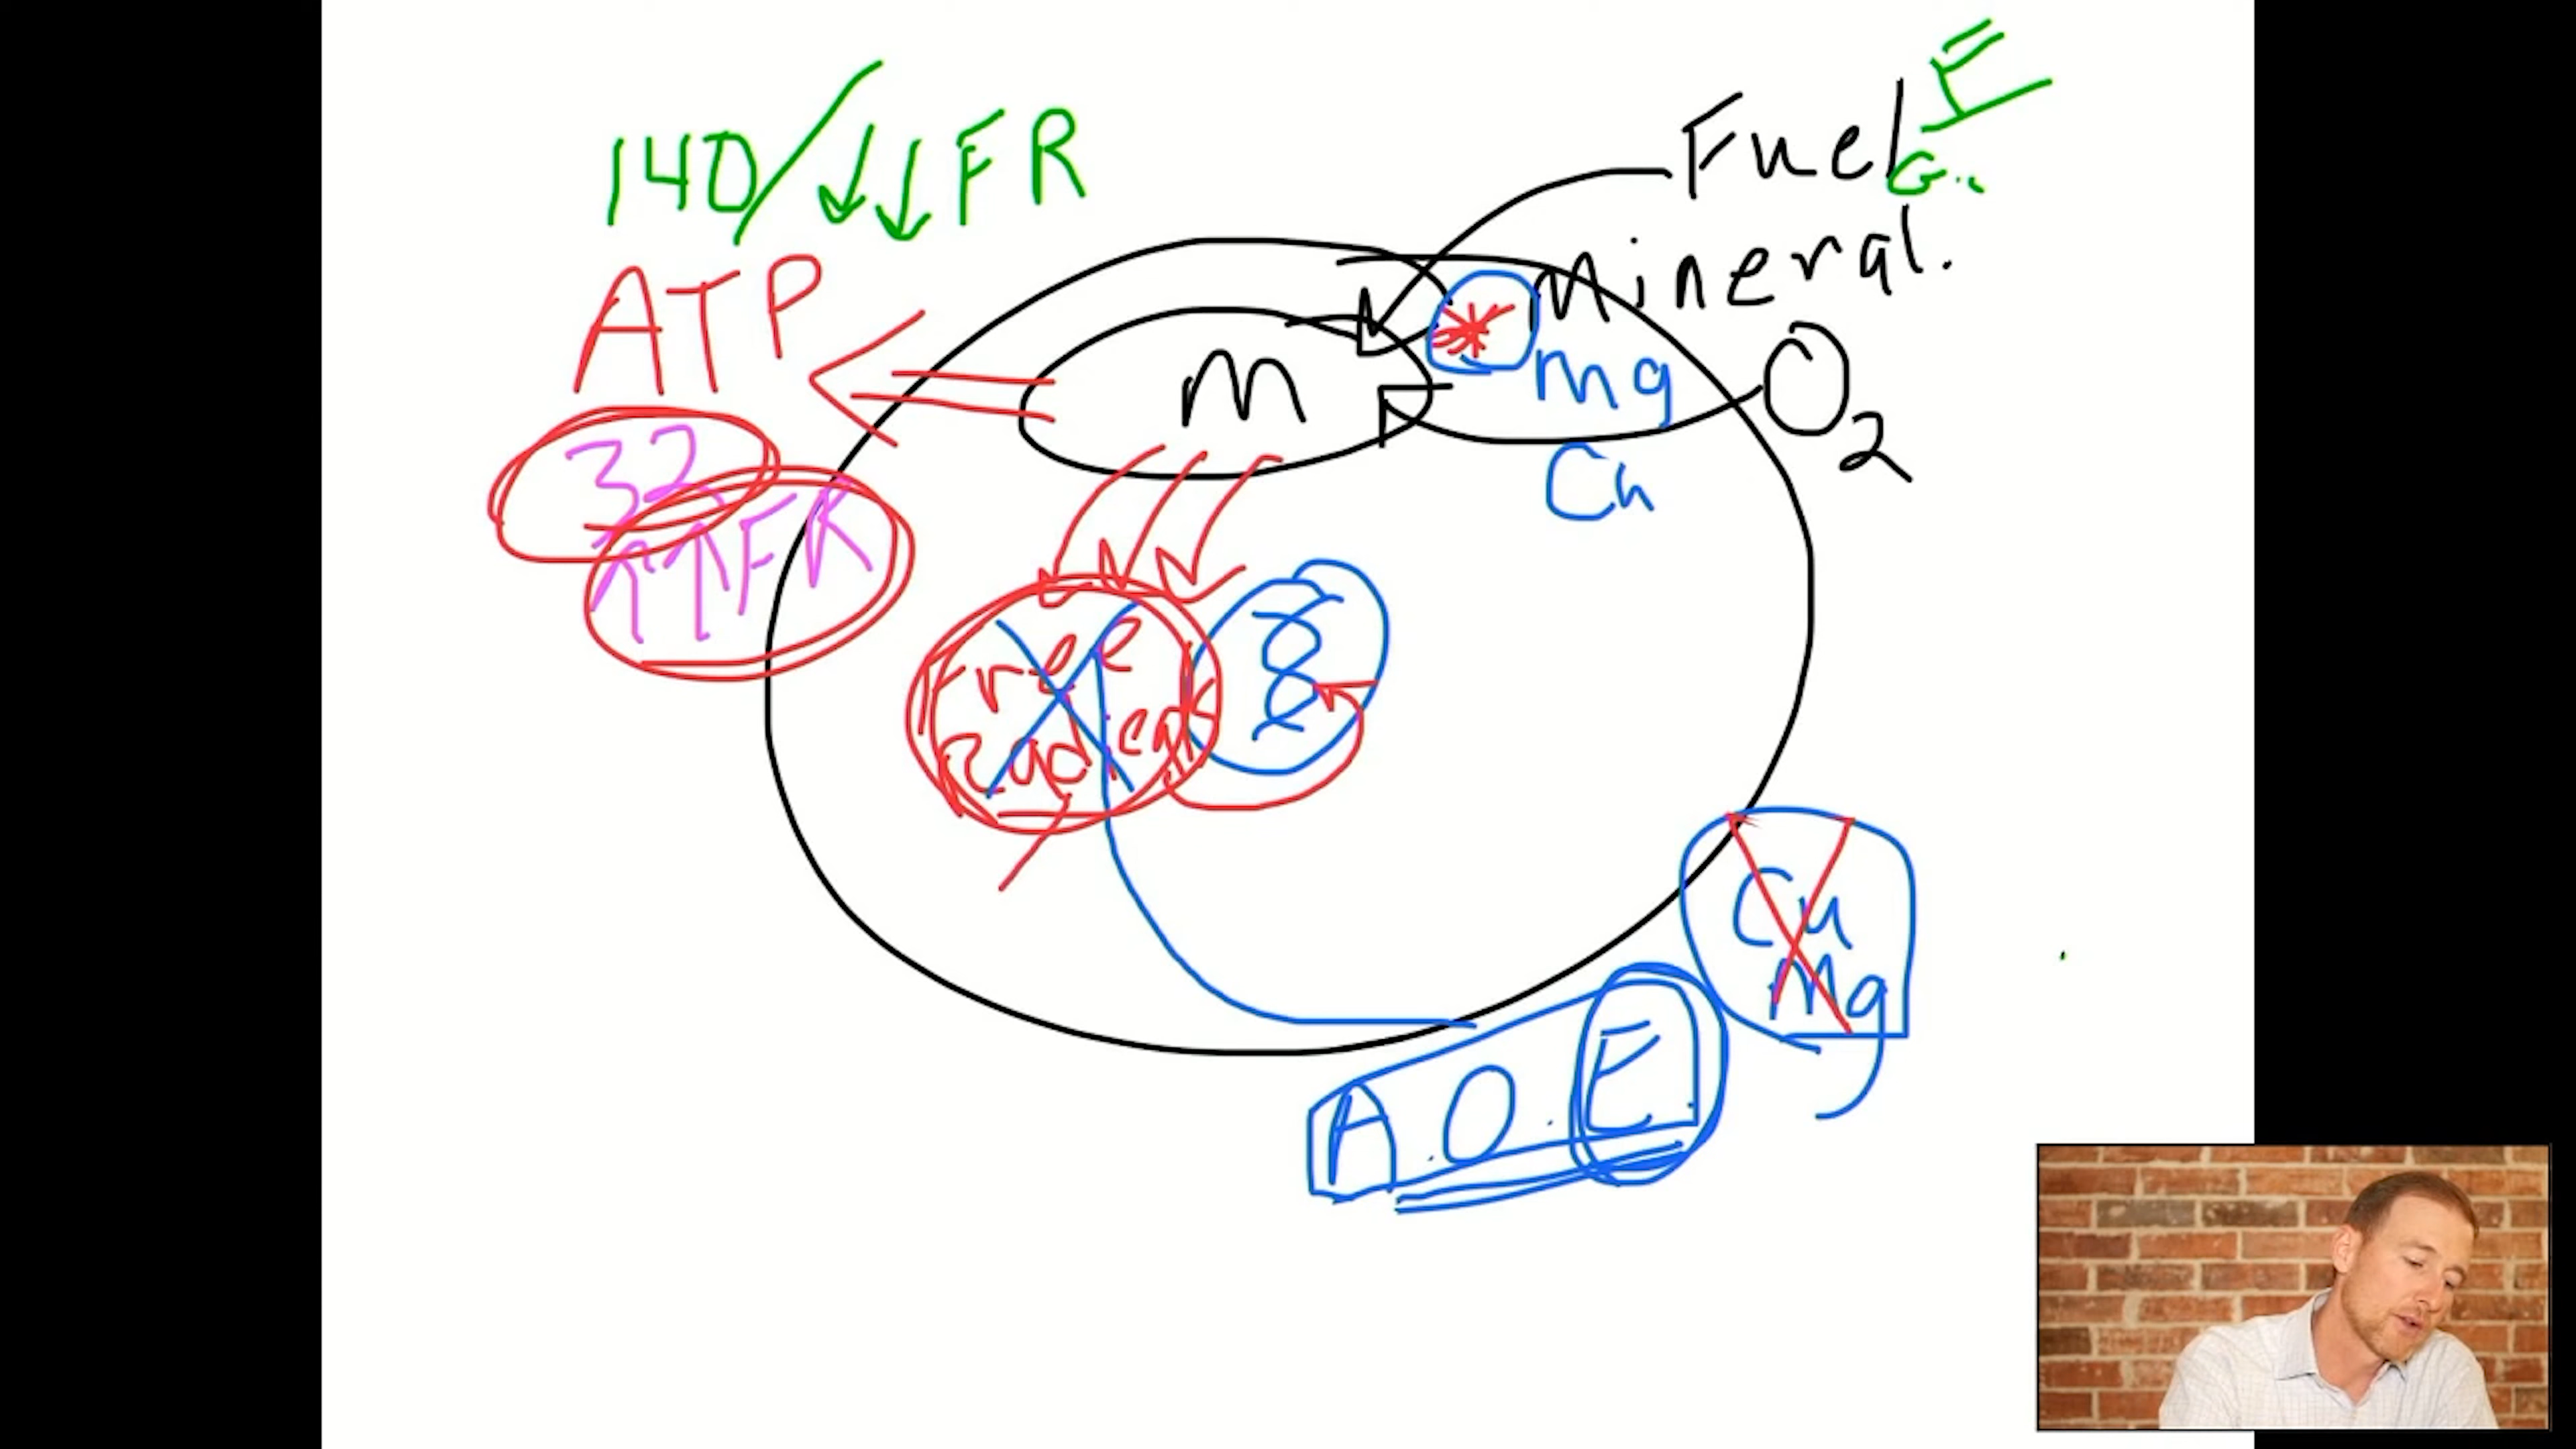 140/↓↓FR
Fuel
F
G..
Mineral.
ATP
M
Mg
O2
Cu
32
↑↑FR
Free
Radical
Cu
Mg
A.O.E